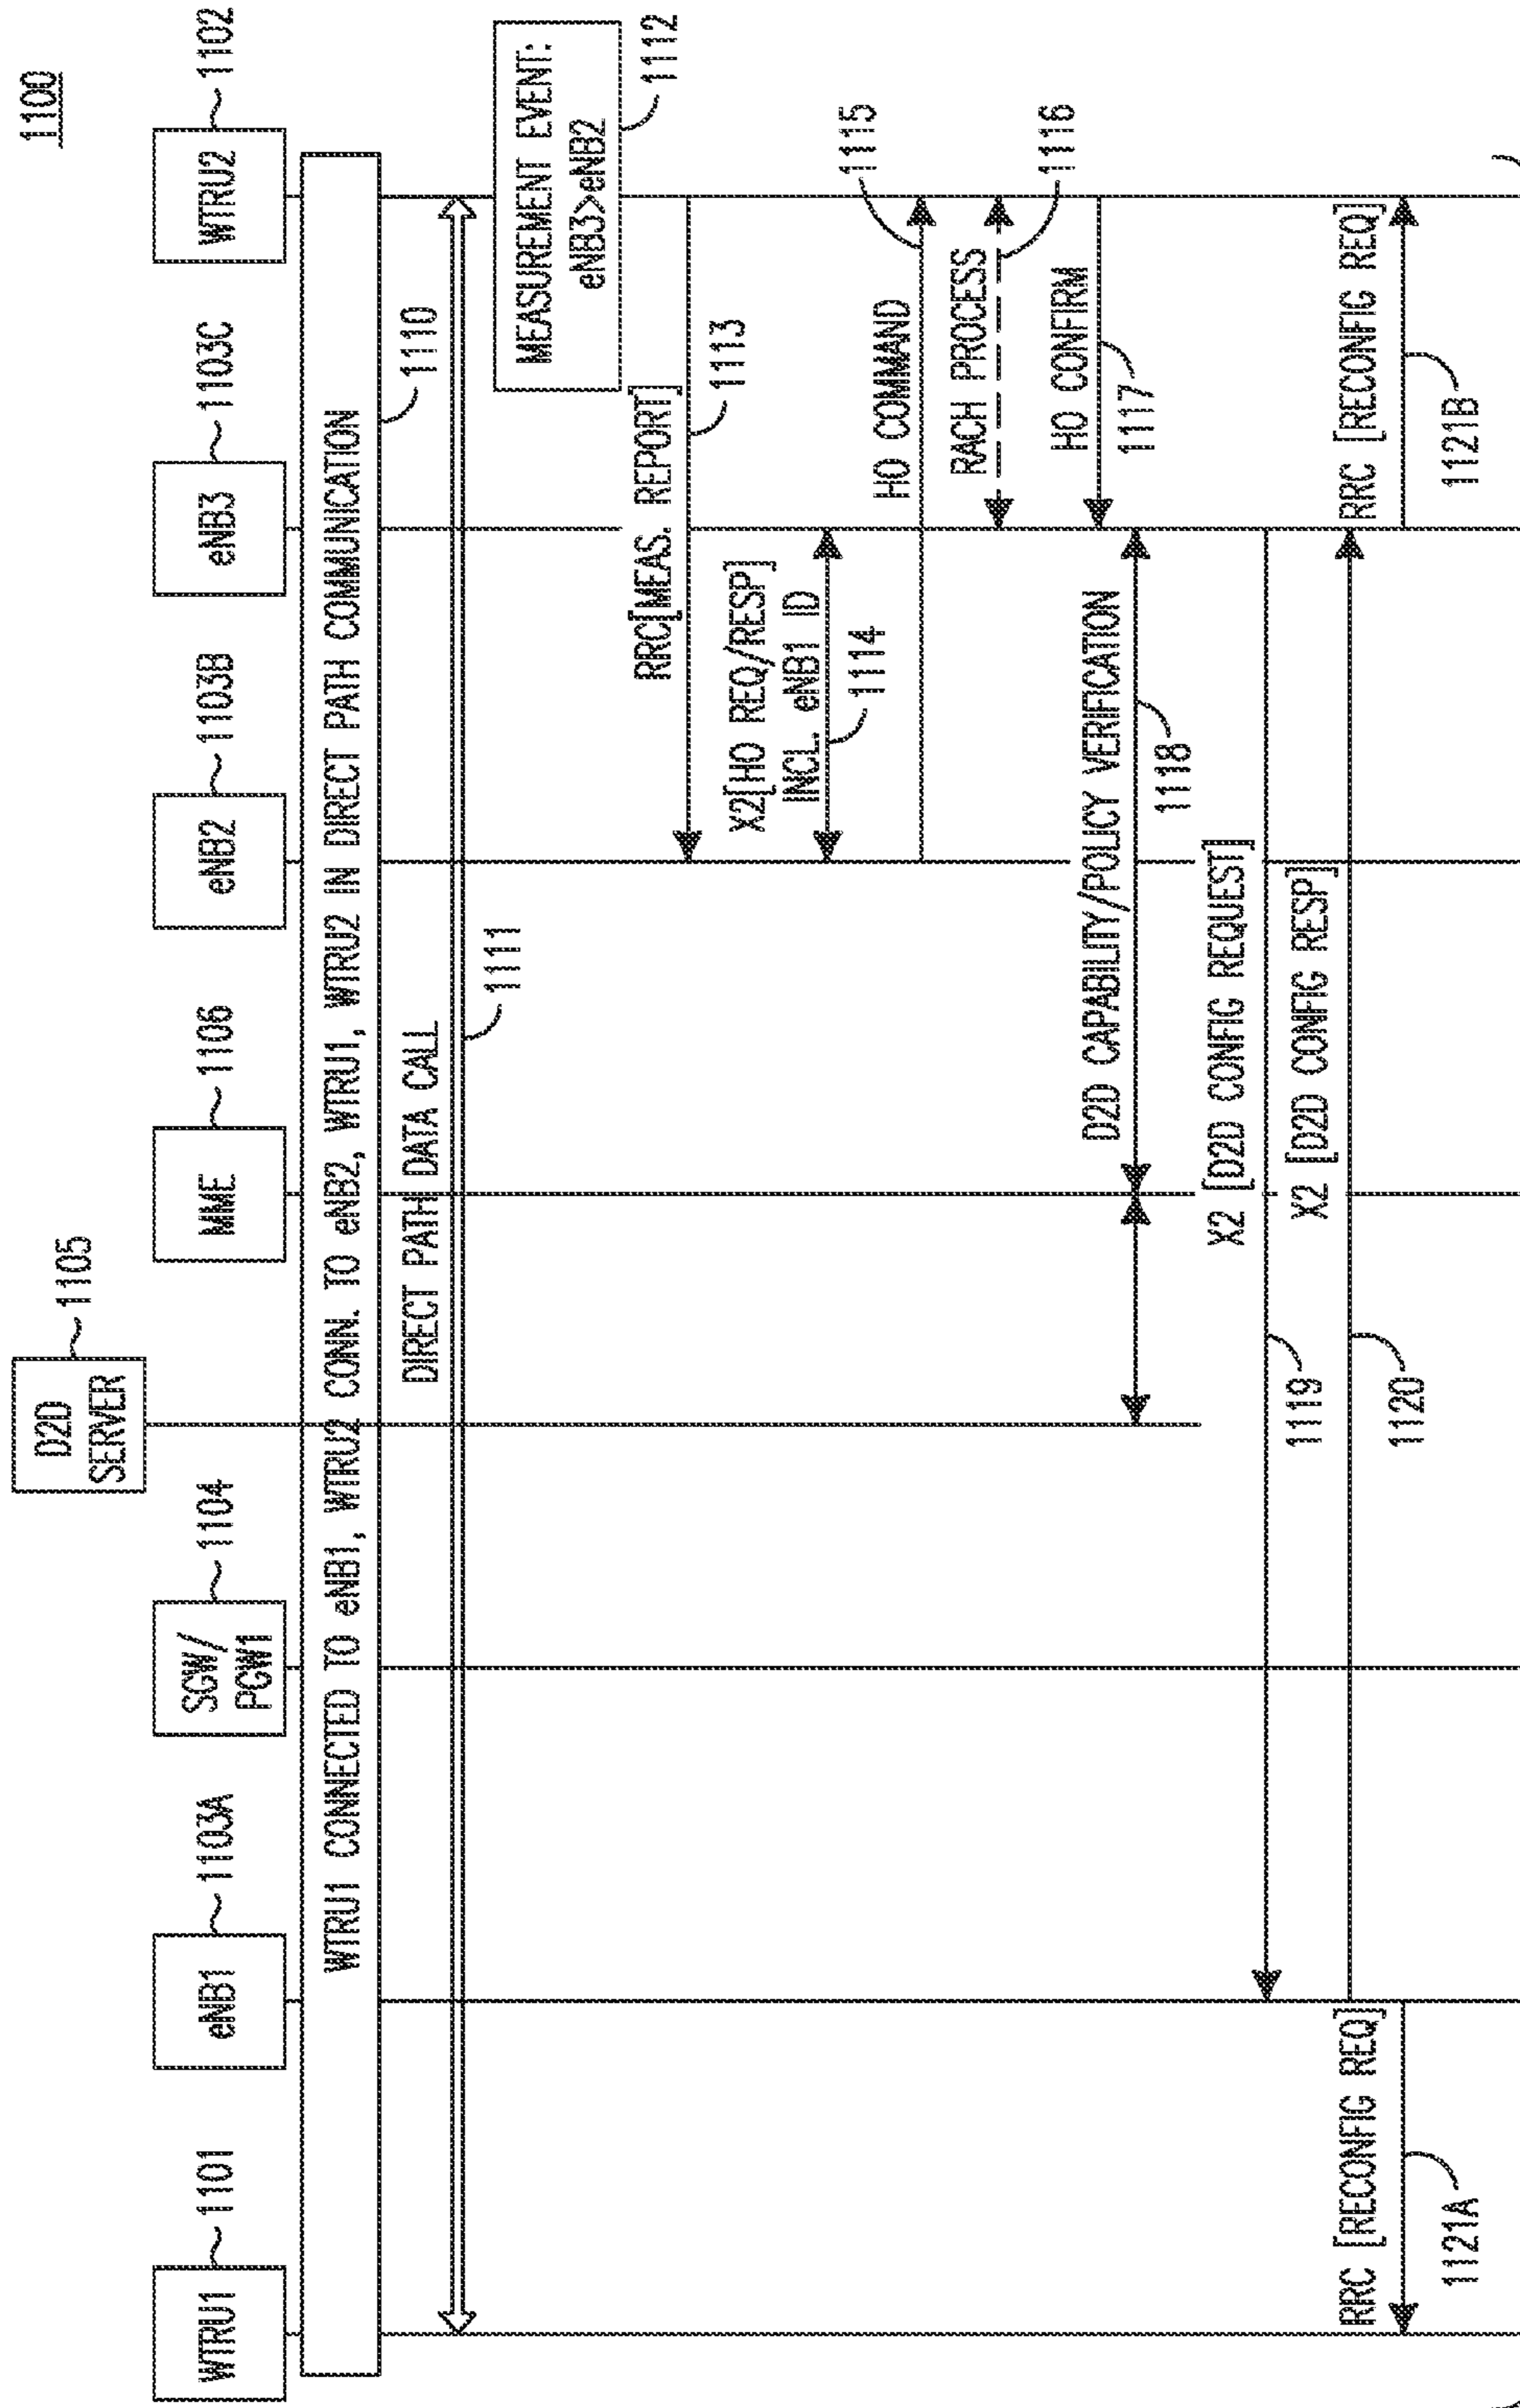 1100
D2D
SERVER
1105
WTRU1
1101
eNB1
1103A
SGW/
PGW1
1104
MME
1106
eNB2
1103B
eNB3
1103C
WTRU2
1102
WTRU1 CONNECTED TO eNB1, WTRU2 CONN. TO eNB2, WTRU1, WTRU2 IN DIRECT PATH COMMUNICATION
1110
DIRECT PATH DATA CALL
1111
MEASUREMENT EVENT:
eNB3>eNB2
1112
RRC[MEAS. REPORT]
1113
X2[HO REQ/RESP]
INCL. eNB1 ID
1114
HO COMMAND
1115
RACH PROCESS
1116
HO CONFIRM
1117
D2D CAPABILITY/POLICY VERIFICATION
1118
X2 [D2D CONFIG REQUEST]
1119
X2 [D2D CONFIG RESP]
1120
RRC [RECONFIG REQ]
1121A
RRC [RECONFIG REQ]
1121B